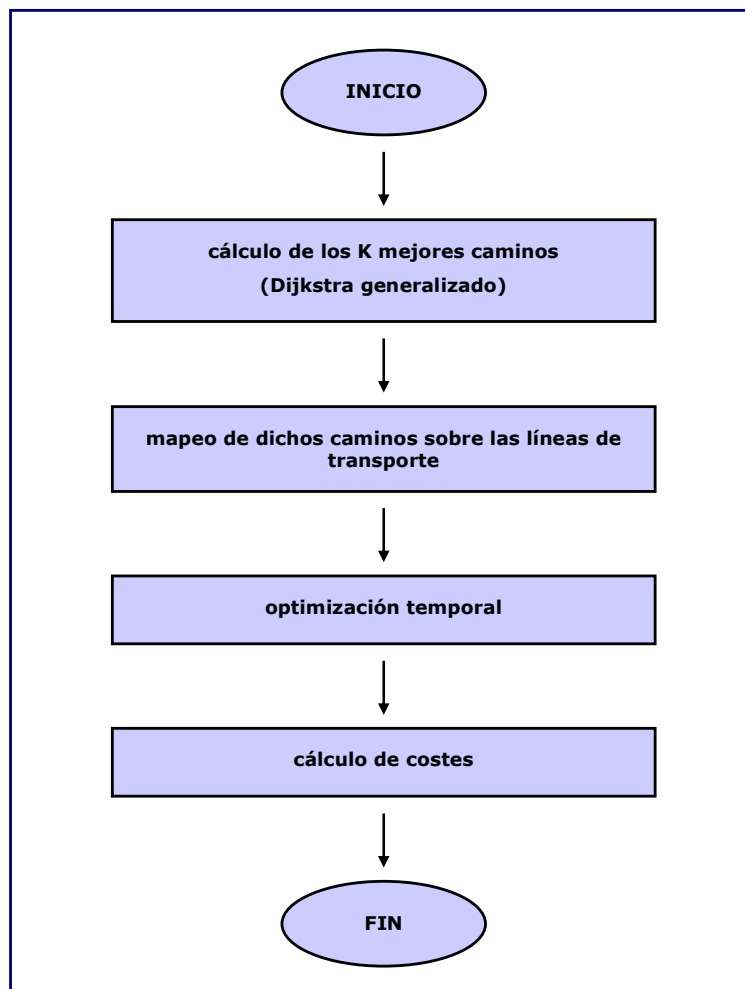 INICIO
cálculo de los K mejores caminos
(Dijkstra generalizado)
mapeo de dichos caminos sobre las líneas de
transporte
optimización temporal
cálculo de costes
FIN